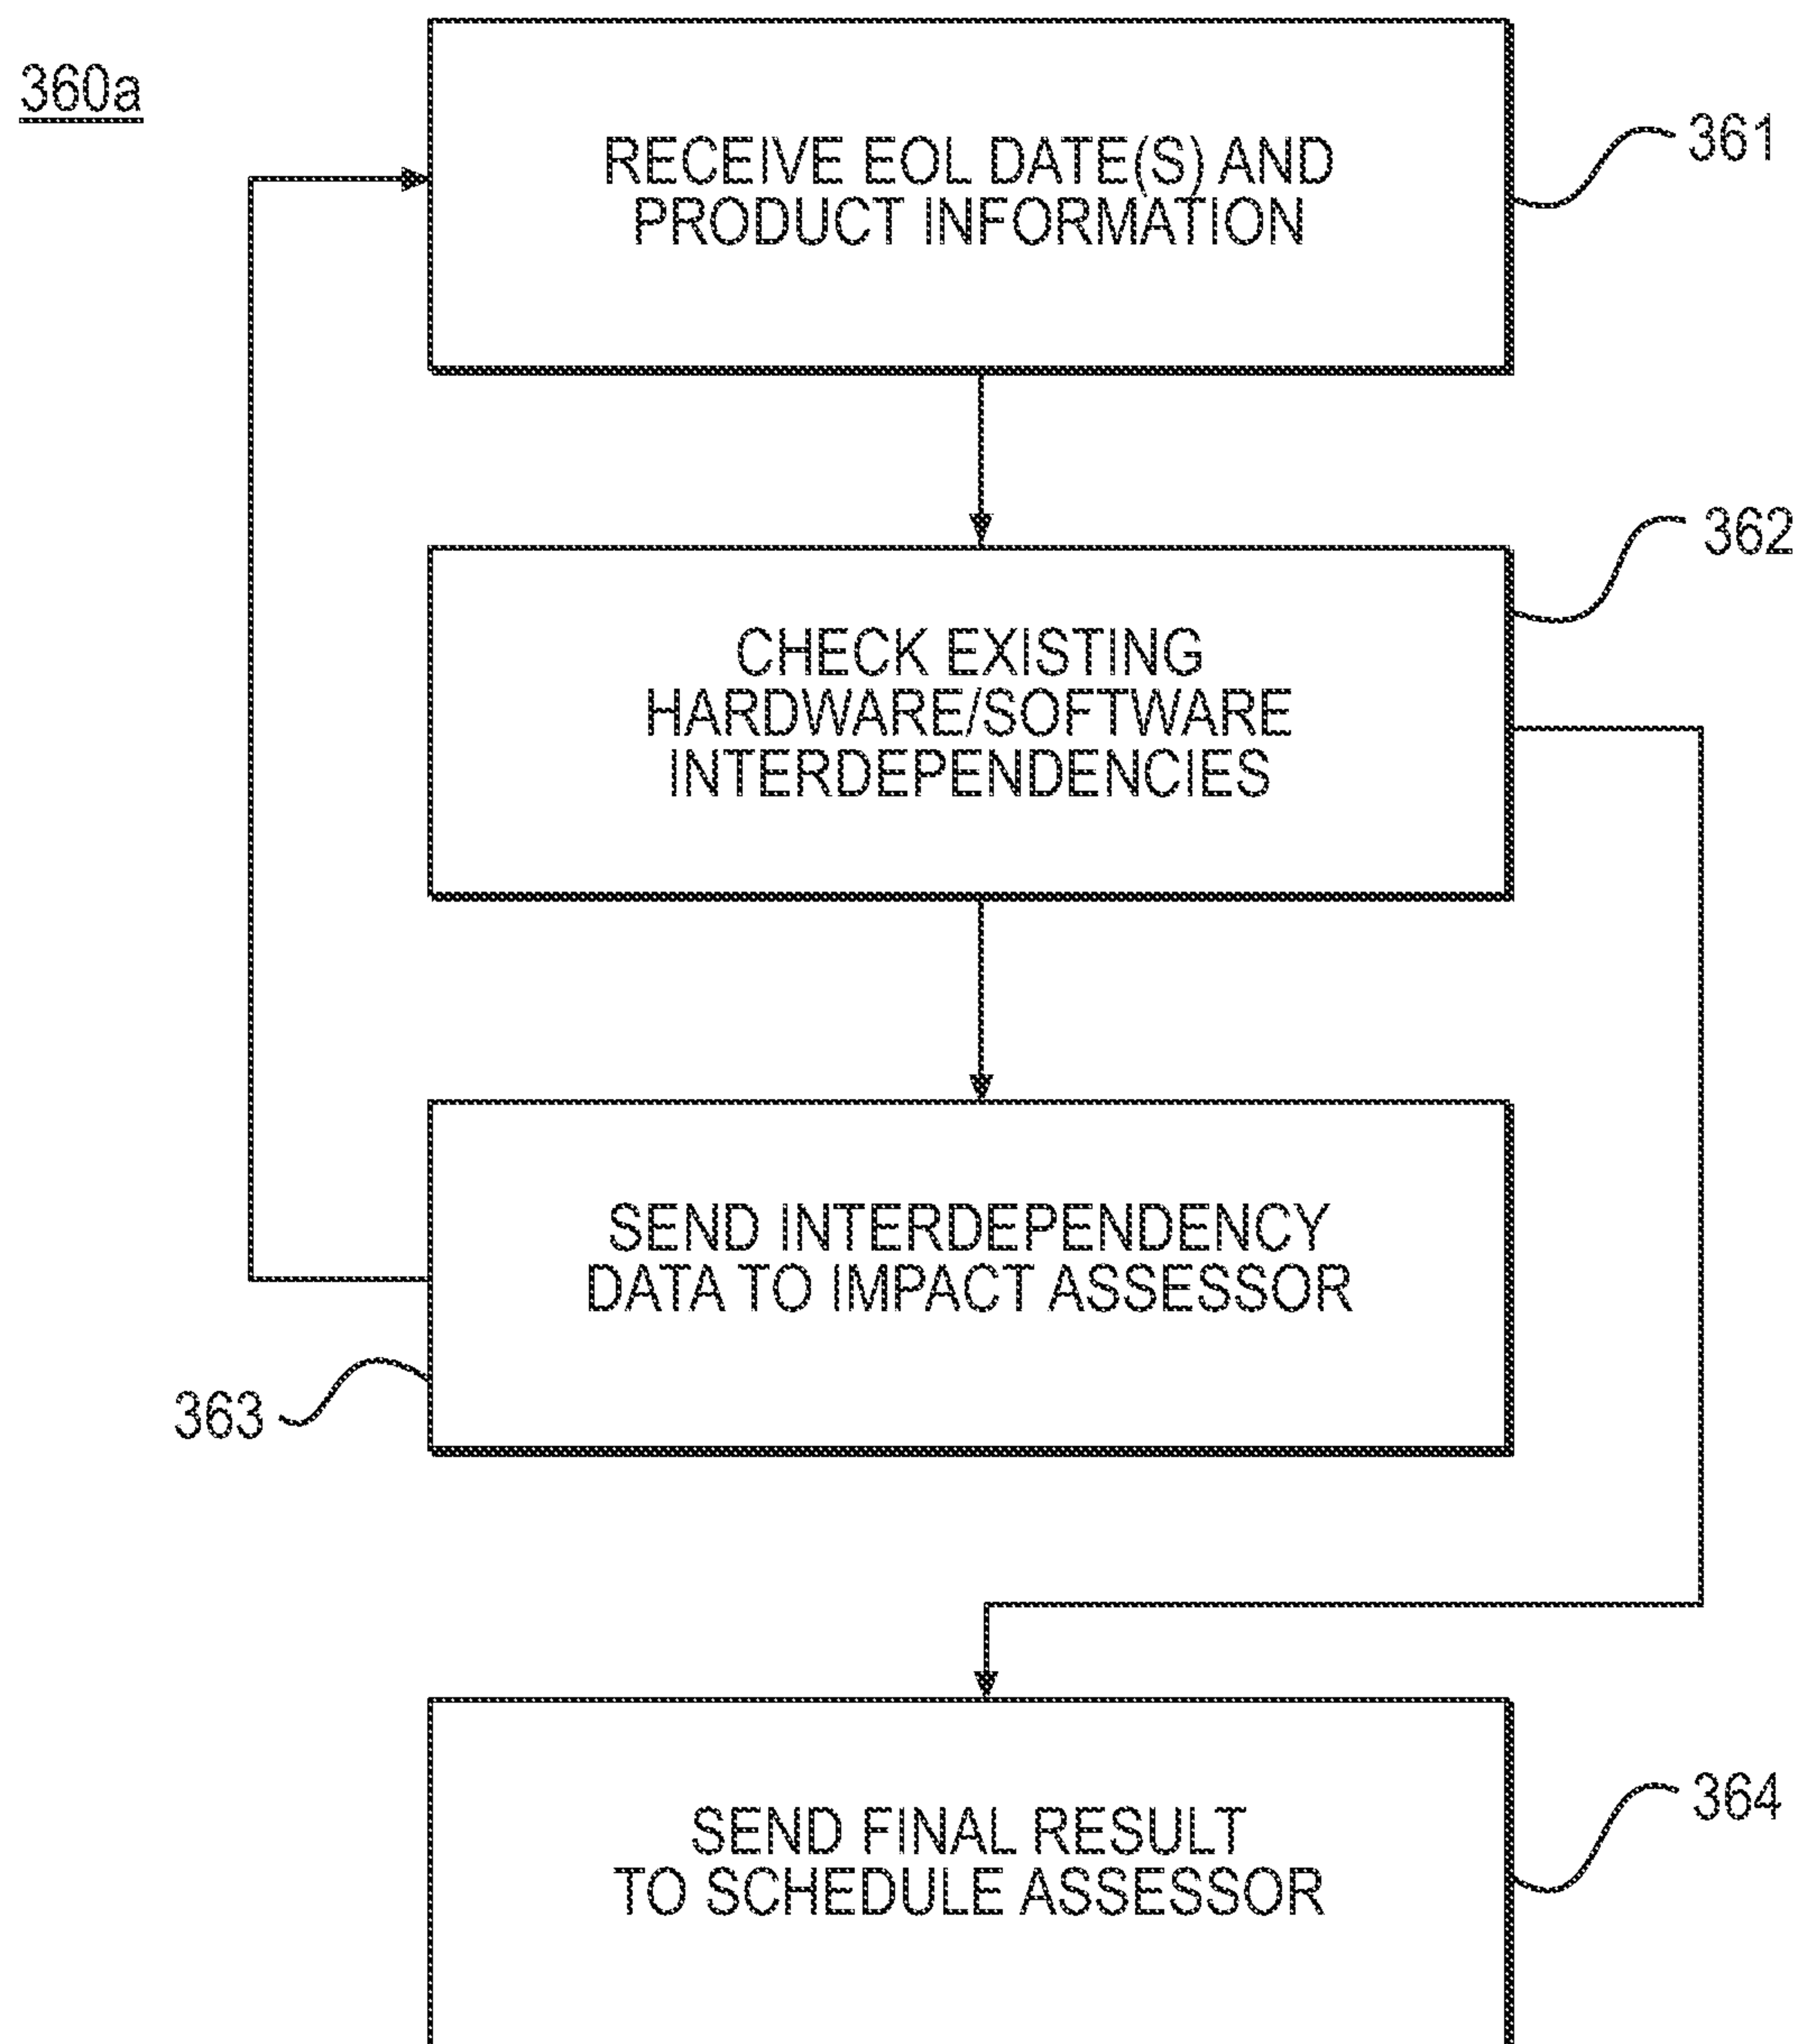 360a
RECEIVE EOL DATE(S) AND
PRODUCT INFORMATION
361
CHECK EXISTING
HARDWARE/SOFTWARE
INTERDEPENDENCIES
362
SEND INTERDEPENDENCY
DATA TO IMPACT ASSESSOR
363
SEND FINAL RESULT
TO SCHEDULE ASSESSOR
364